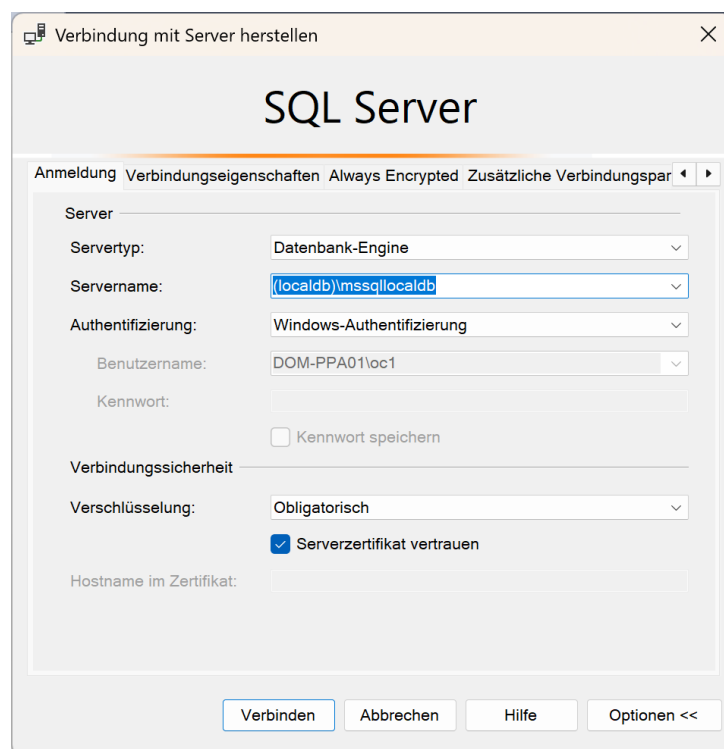 Verbindung mit Server herstellen
SQL Server
Anmeldung Verbindungseigenschaften Always Encrypted Zusätzliche Verbindungspar
Server
Servertyp: Datenbank-Engine
Servername: (localdb)\mssqllocaldb
Authentifizierung: Windows-Authentifizierung
Benutzername: DOM-PPA01\oc1
Kennwort:
Kennwort speichern
Verbindungssicherheit
Verschlüsselung: Obligatorisch
Serverzertifikat vertrauen
Hostname im Zertifikat:
Verbinden Abbrechen Hilfe Optionen <<